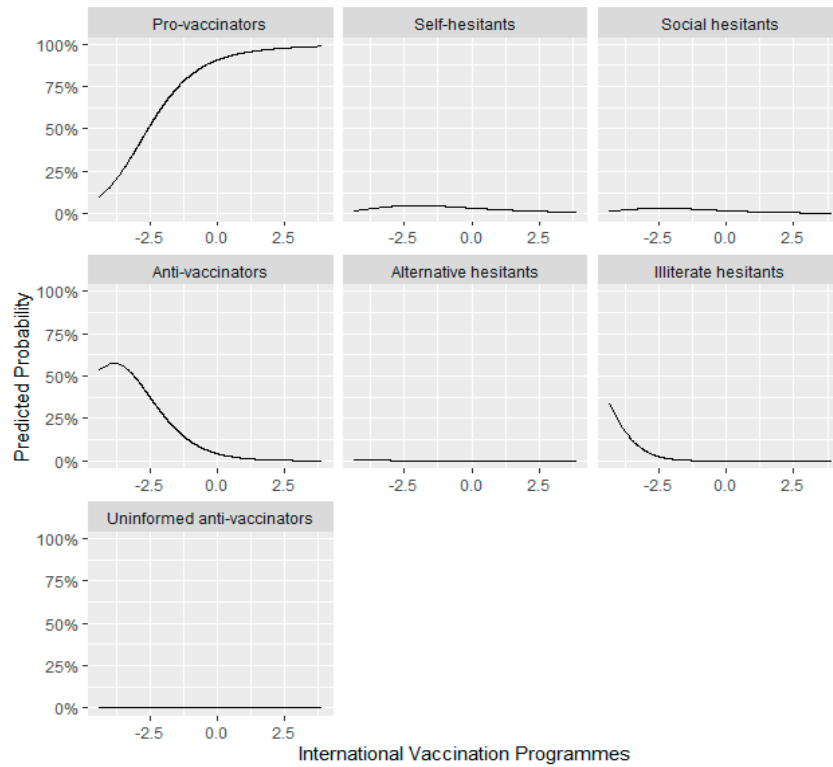 Pro-vaccinators
Self-hesitants
Social hesitants
100%
75%
50%
25%
0%
-2.5 0.0 2.5
-2.5 0.0 2.5
-2.5 0.0 2.5
Anti-vaccinators
Alternative hesitants
Illiterate hesitants
100%
75%
50%
25%
0%
-2.5 0.0 2.5
-2.5 0.0 2.5
-2.5 0.0 2.5
Predicted Probability
Uninformed anti-vaccinators
100%
75%
50%
25%
0%
-2.5 0.0 2.5
International Vaccination Programmes